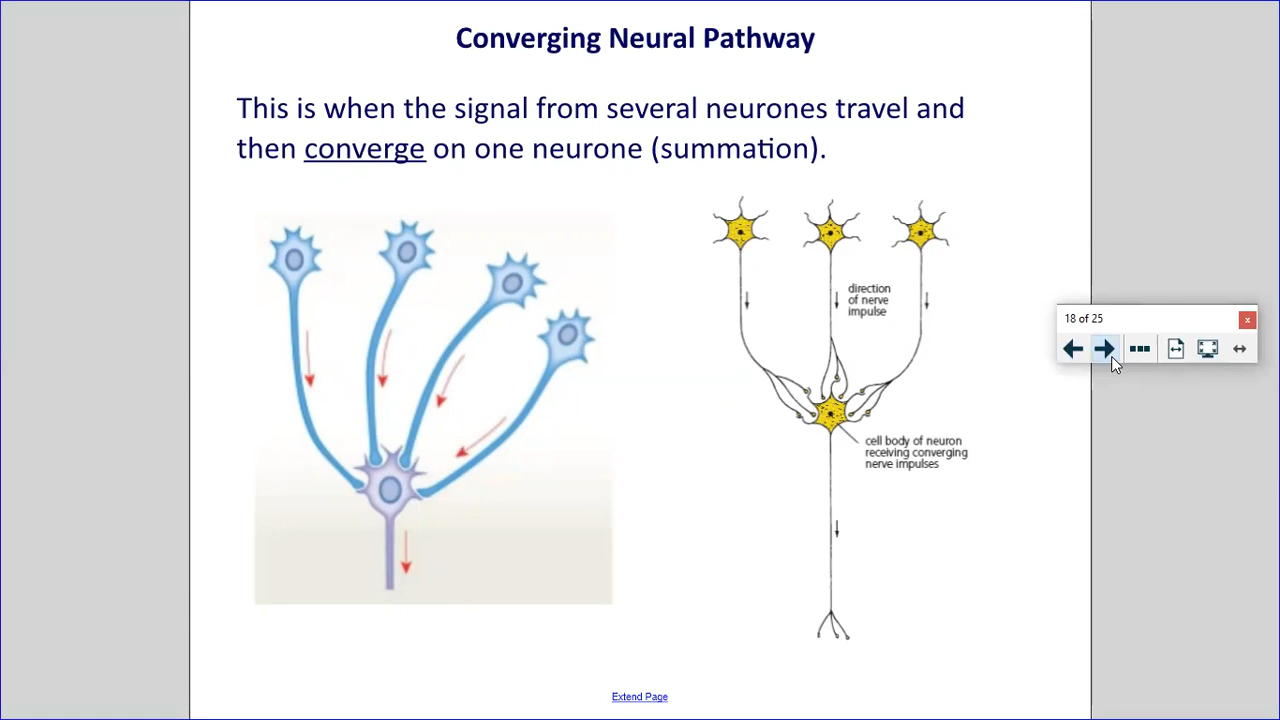 Converging Neural Pathway
This is when the signal from several neurones travel and
then converge on one neurone (summation).
direction
of nerve
impulse
cell body of neuron
receiving converging
nerve impulses
18 of 25
x
Extend Page